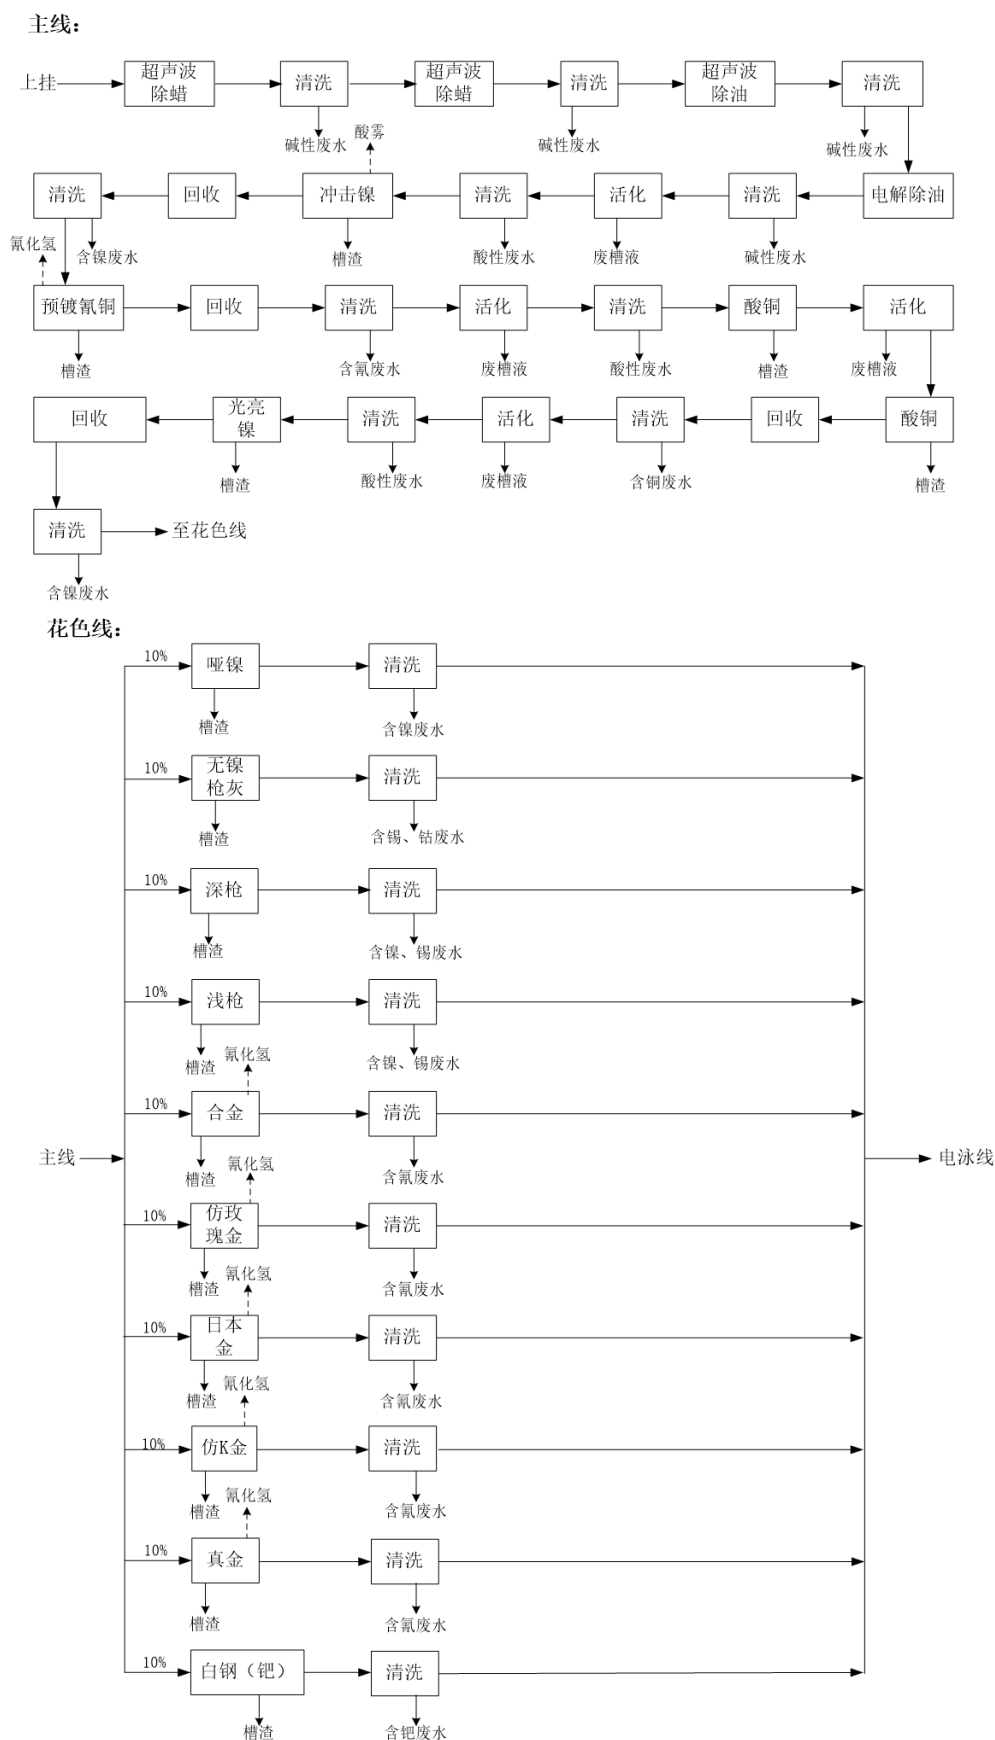 主线：
上挂
超声波
除蜡
清洗
超声波
除蜡
清洗
超声波
除油
清洗
碱性废水
酸雾
碱性废水
碱性废水
清洗
回收
冲击镍
清洗
活化
清洗
电解除油
氰化氢
含镍废水
槽渣
酸性废水
废槽液
碱性废水
预镀氰铜
回收
清洗
活化
清洗
酸铜
活化
槽渣
含氰废水
废槽液
酸性废水
槽渣
废槽液
回收
光亮
镍
清洗
活化
清洗
回收
酸铜
槽渣
酸性废水
废槽液
含铜废水
槽渣
清洗
至花色线
含镍废水
花色线：
10%
哑镍
清洗
槽渣
含镍废水
10%
无镍
枪灰
清洗
槽渣
含锡、钴废水
10%
深枪
清洗
槽渣
含镍、锡废水
10%
浅枪
清洗
槽渣
氰化氢
含镍、锡废水
10%
合金
清洗
主线
电泳线
槽渣
氰化氢
含氰废水
10%
仿玫
瑰金
清洗
槽渣
氰化氢
含氰废水
10%
日本
金
清洗
槽渣
氰化氢
含氰废水
10%
仿K金
清洗
槽渣
氰化氢
含氰废水
10%
真金
清洗
槽渣
含氰废水
10%
白钢（钯）
清洗
槽渣
含钯废水